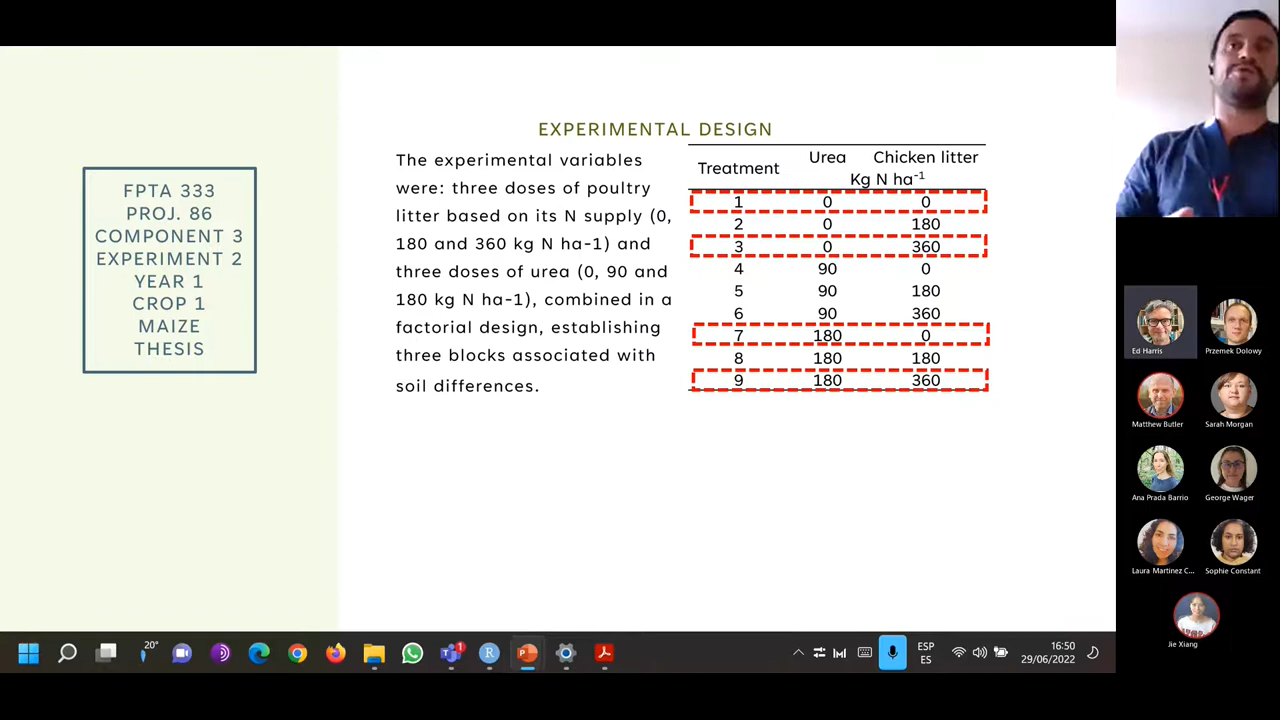 FPTA 333
PROJ. 86
COMPONENT 3
EXPERIMENT 2
YEAR 1
CROP 1
MAIZE
THESIS
EXPERIMENTAL DESIGN
The experimental variables
were: three doses of poultry
litter based on its N supply (0,
180 and 360 kg N ha-1) and
three doses of urea (0, 90 and
180 kg N ha-1), combined in a
factorial design, establishing
three blocks associated with
soil differences.
Treatment Urea Chicken litter
Kg N ha-1
1 0 0
2 0 180
3 0 360
4 90 0
5 90 180
6 90 360
7 180 0
8 180 180
9 180 360
Ed Harris Przemek Dolowy
Matthew Butler Sarah Morgan
Ana Prada Barrio George Wager
Laura Martinez C... Sophie Constant
Jie Xiang
20°
1
R
P
ESP
ES
16:50
29/06/2022